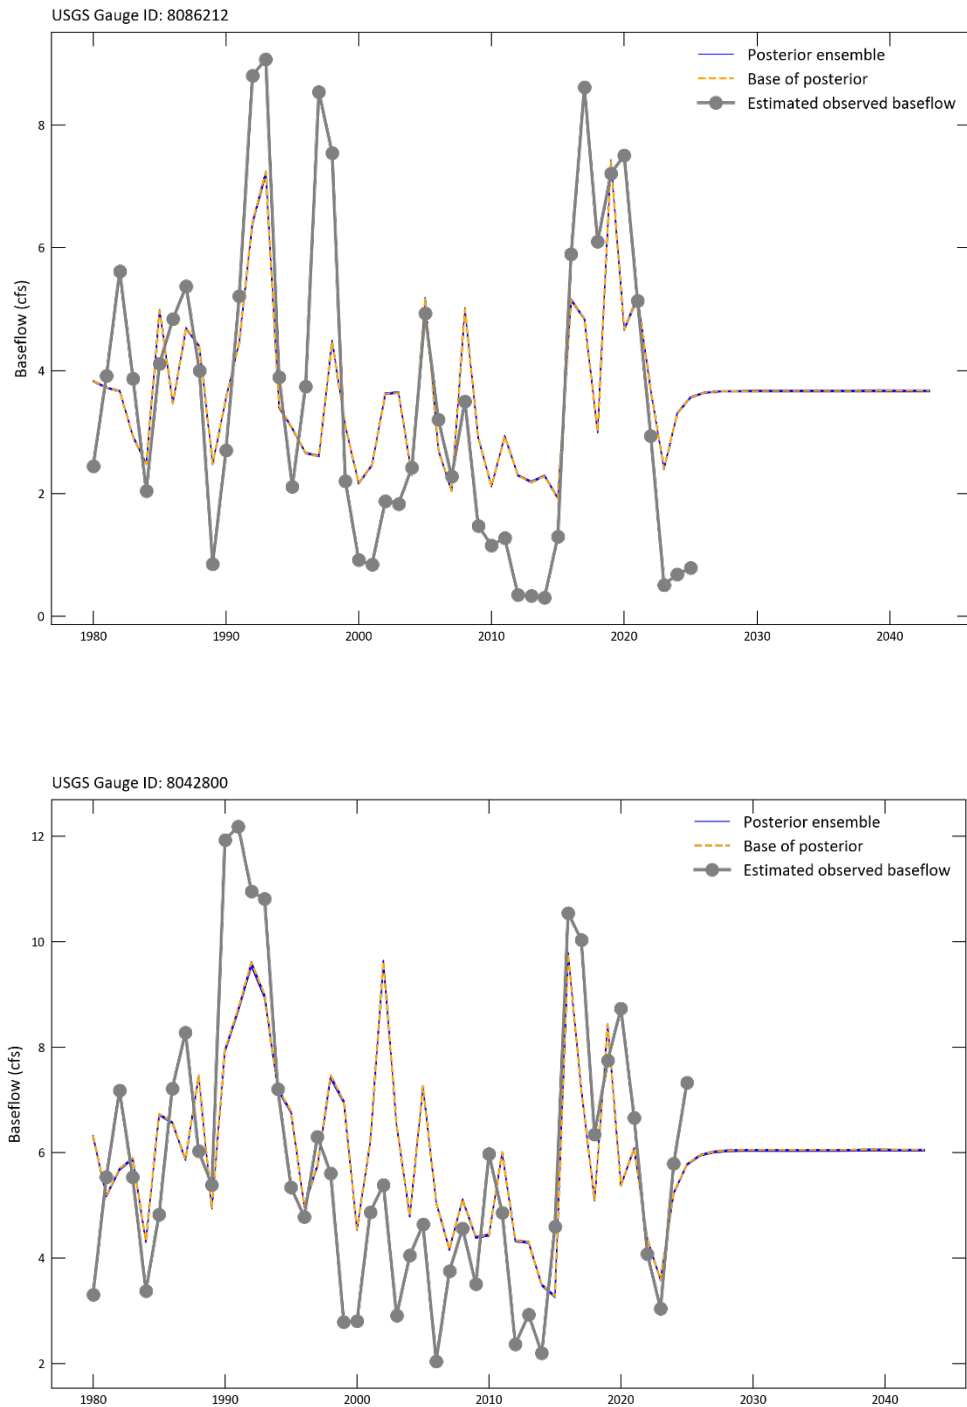 USGS Gauge ID: 8086212
Posterior ensemble
Base of posterior
Estimated observed baseflow
8
6
4
2
0
Baseflow (cfs)
1980 1990 2000 2010 2020 2030 2040
USGS Gauge ID: 8042800
Posterior ensemble
Base of posterior
Estimated observed baseflow
12
10
8
6
4
2
Baseflow (cfs)
1980 1990 2000 2010 2020 2030 2040